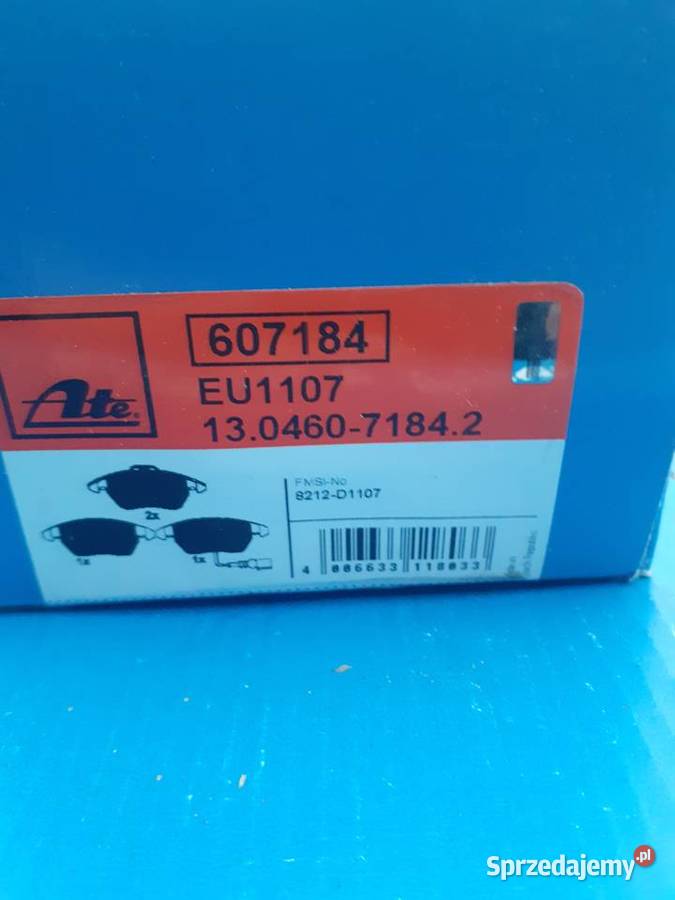 607184
Ate®
EU1107
13.0460-7184.2
FMSI-No
8212-D1107
2x
1x
1x
4 006633 118033
Sprzedajemy.pl